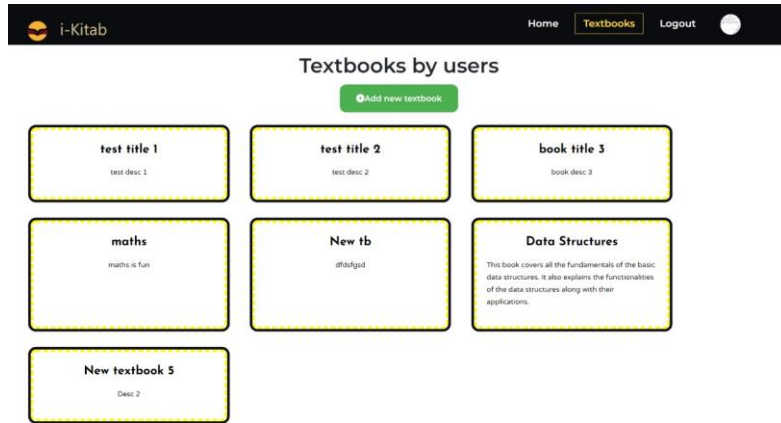 i-Kitab
Home Textbooks Logout
Textbooks by users
Add new textbook
test title 1
test desc 1
test title 2
test desc 2
book title 3
book desc 3
maths
maths is fun
New tb
dfdsfgsd
Data Structures
This book covers all the fundamentals of the basic
data structures. It also explains the functionalities
of the data structures along with their
applications.
New textbook 5
Desc 2